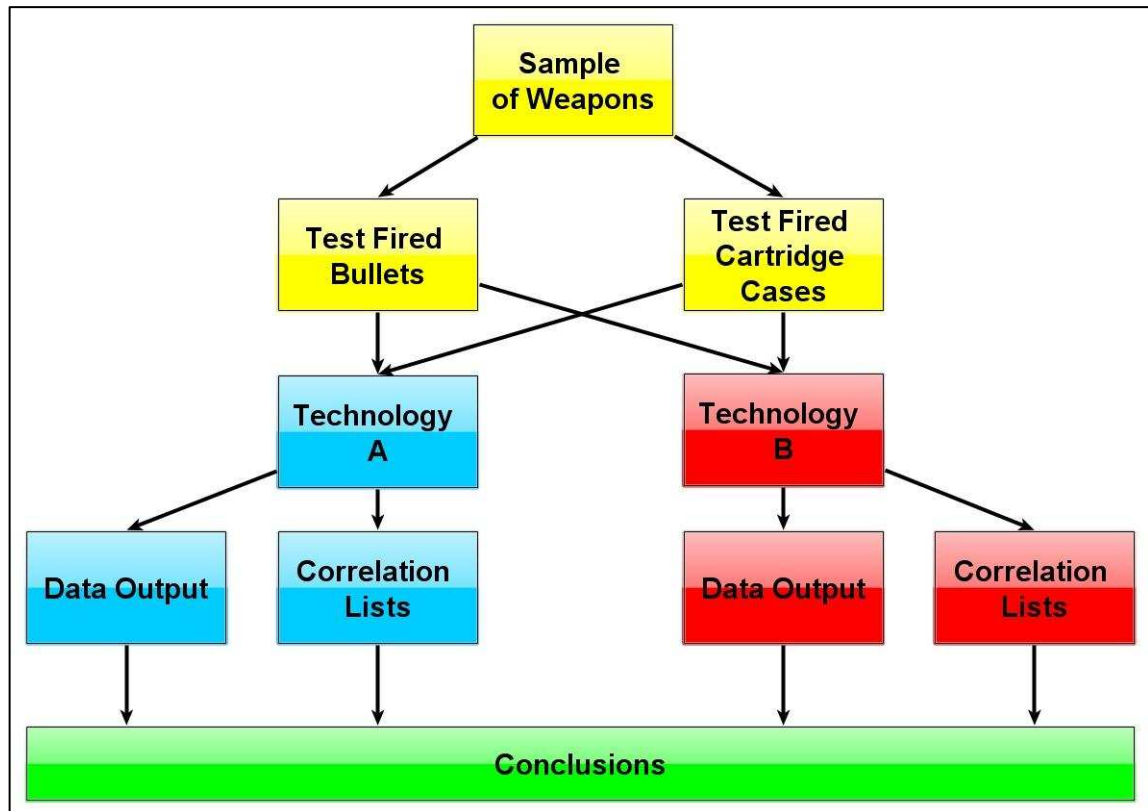 Sample
of Weapons
Test Fired
Bullets
Test Fired
Cartridge
Cases
Technology
A
Technology
B
Data Output
Correlation
Lists
Data Output
Correlation
Lists
Conclusions